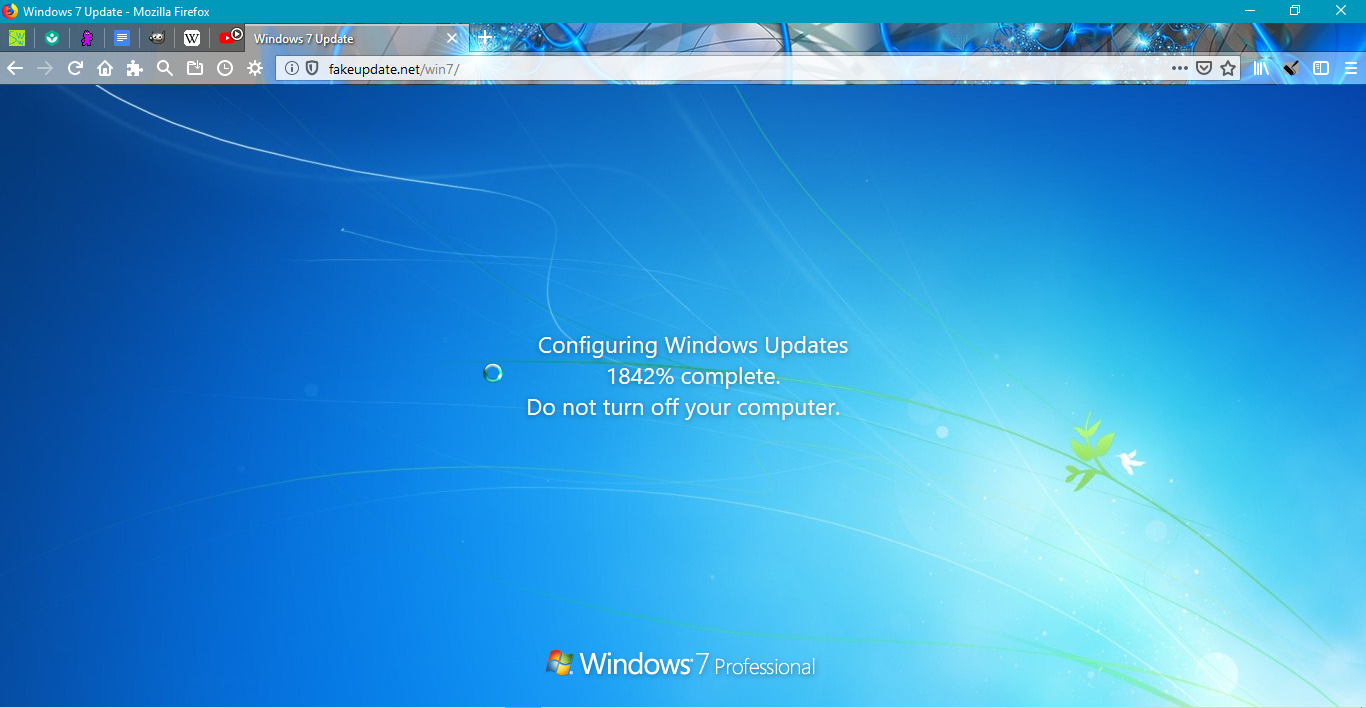 Windows 7 Update - Mozilla Firefox
W
Windows 7 Update
fakeupdate.net/win7/
Configuring Windows Updates
1842% complete.
Do not turn off your computer.
Windows 7 Professional